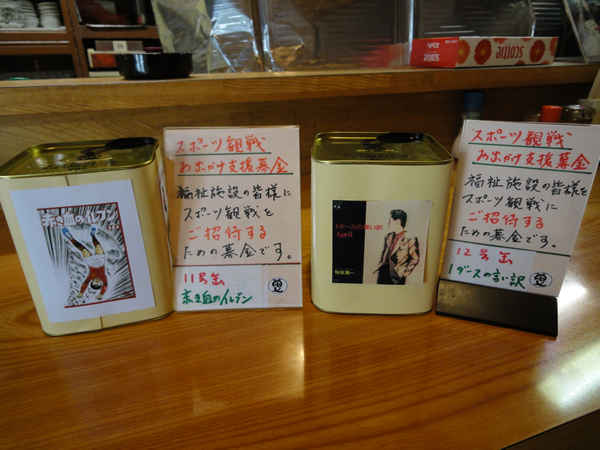 スポーツ観戦
お出かけ支援募金
福祉施設の皆様に
スポーツ観戦を
ご招待する
ための募金です。
11号缶
赤き血のイレブン
スポーツ観戦
お出かけ支援募金
福祉施設の皆様を
スポーツ観戦に
ご招待する
ための募金です。
12号缶
1ダースの言い訳
SCOTTIE